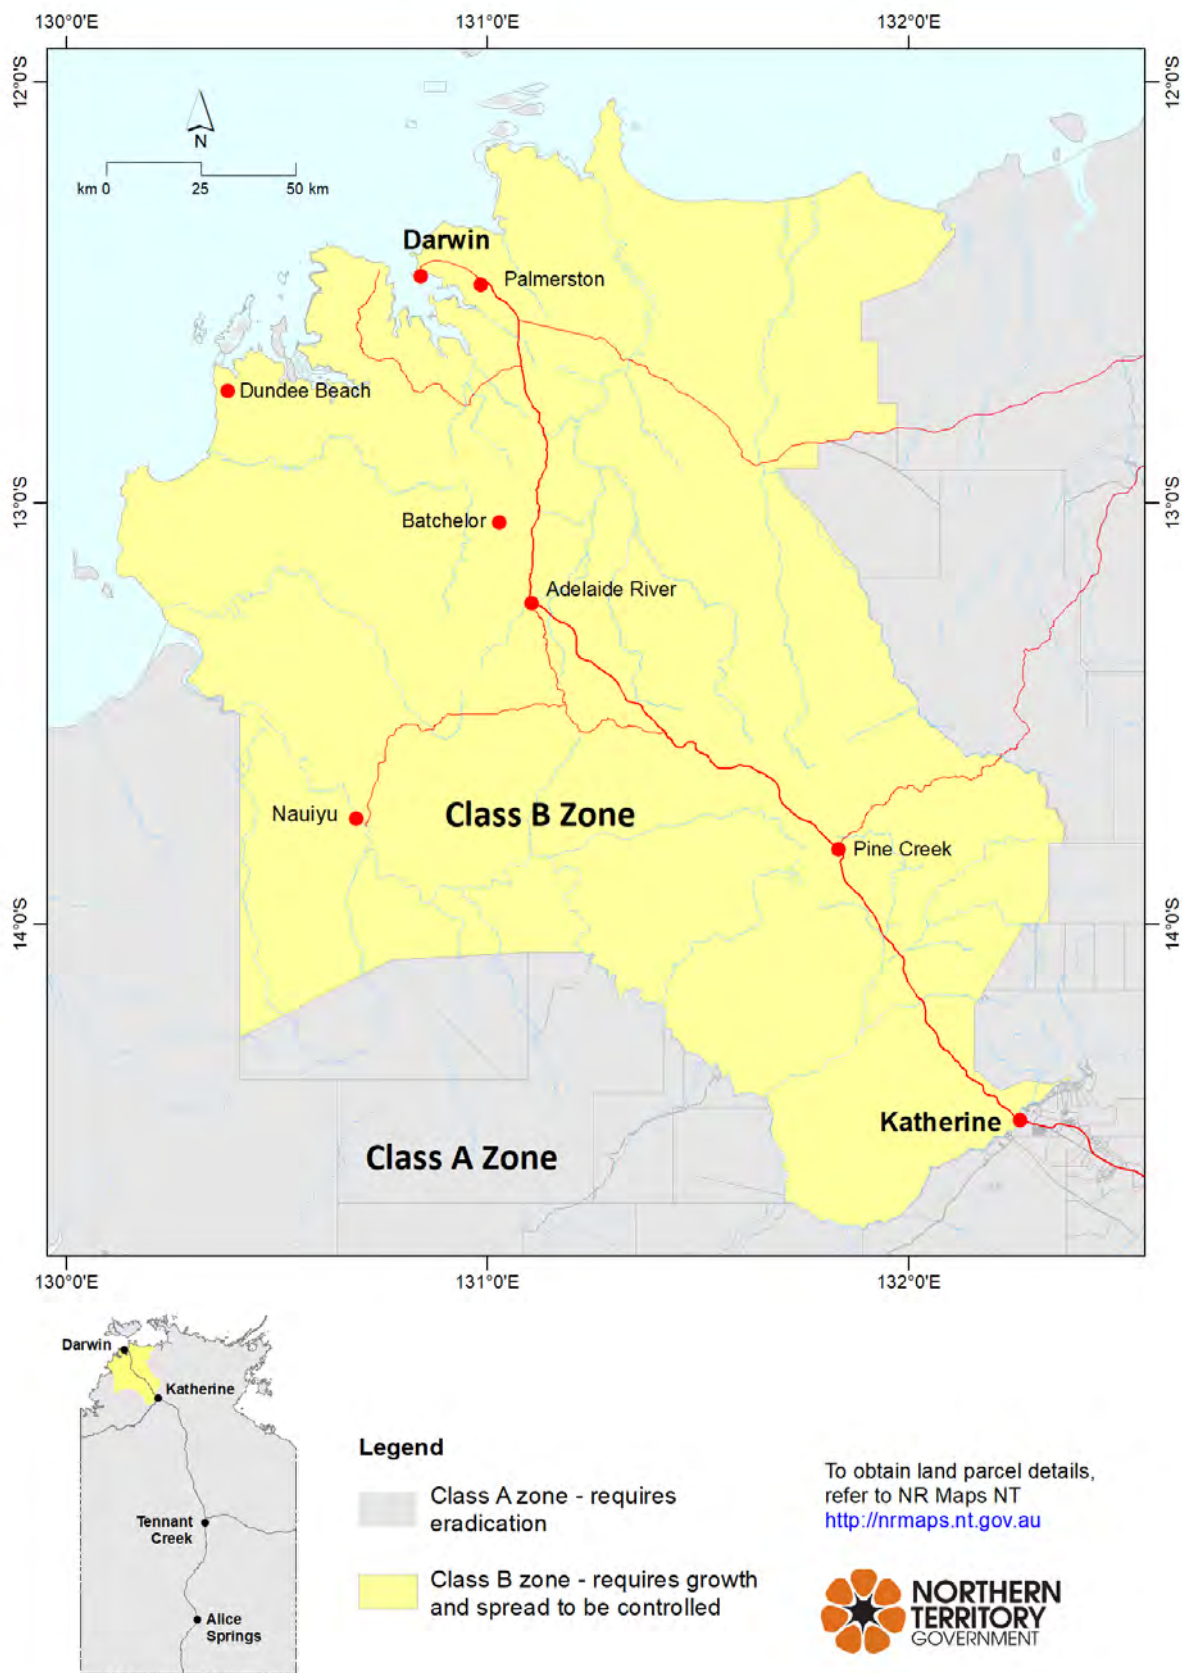 130°0'E
131°0'E
132°0'E
12°0'S
12°0'S
N
km 0
25
50 km
Darwin
Palmerston
Dundee Beach
13°0'S
13°0'S
Batchelor
Adelaide River
Nauiyu
Class B Zone
Pine Creek
14°0'S
14°0'S
Katherine
Class A Zone
130°0'E
131°0'E
132°0'E
Darwin
Katherine
Tennant
Creek
Alice
Springs
Legend
Class A zone - requires
eradication
Class B zone - requires growth
and spread to be controlled
To obtain land parcel details,
refer to NR Maps NT
http://nrmaps.nt.gov.au
NORTHERN
TERRITORY
GOVERNMENT